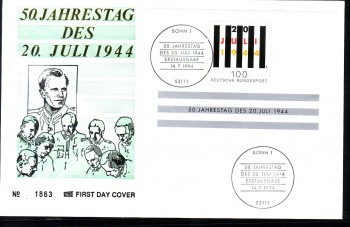 50. JAHRESTAG
DES
20. JULI 1944
No 1863 FIRST DAY COVER
BONN 1
50. JAHRESTAG
DES 20. JULI 1944
ERSTAUSGABE
14.7.1994
53111
20
JULI
1944
100
DEUTSCHE BUNDESPOST
50. JAHRESTAG DES 20. JULI 1944
BONN 1
50. JAHRESTAG
DES 20. JULI 1944
ERSTAUSGABE
14.7.1994
53111